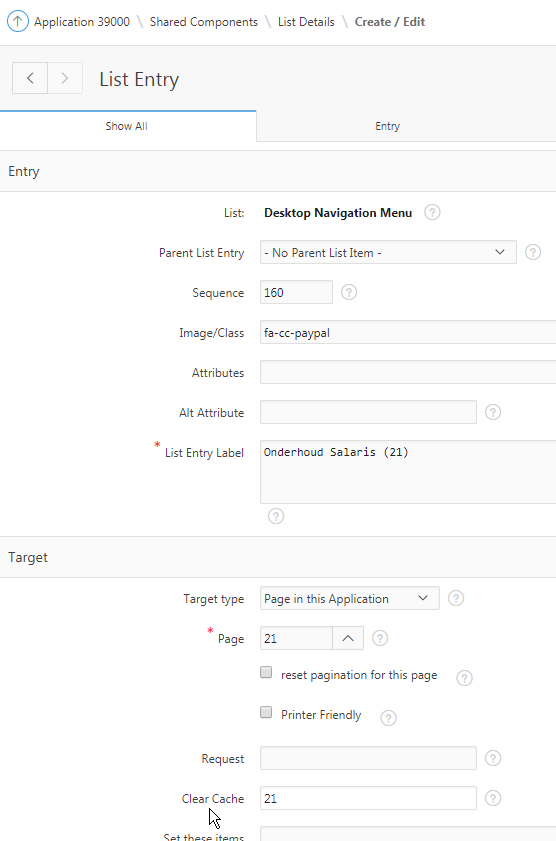 Application 39000 \ Shared Components \ List Details \ Create / Edit
List Entry
Show All Entry
Entry
List: Desktop Navigation Menu ?
Parent List Entry - No Parent List Item - ?
Sequence 160 ?
Image/Class fa-cc-paypal
Attributes
Alt Attribute ?
* List Entry Label Onderhoud Salaris (21)
?
Target
Target type Page in this Application ?
* Page 21 ?
reset pagination for this page ?
Printer Friendly ?
Request ?
Clear Cache 21 ?
Set these items